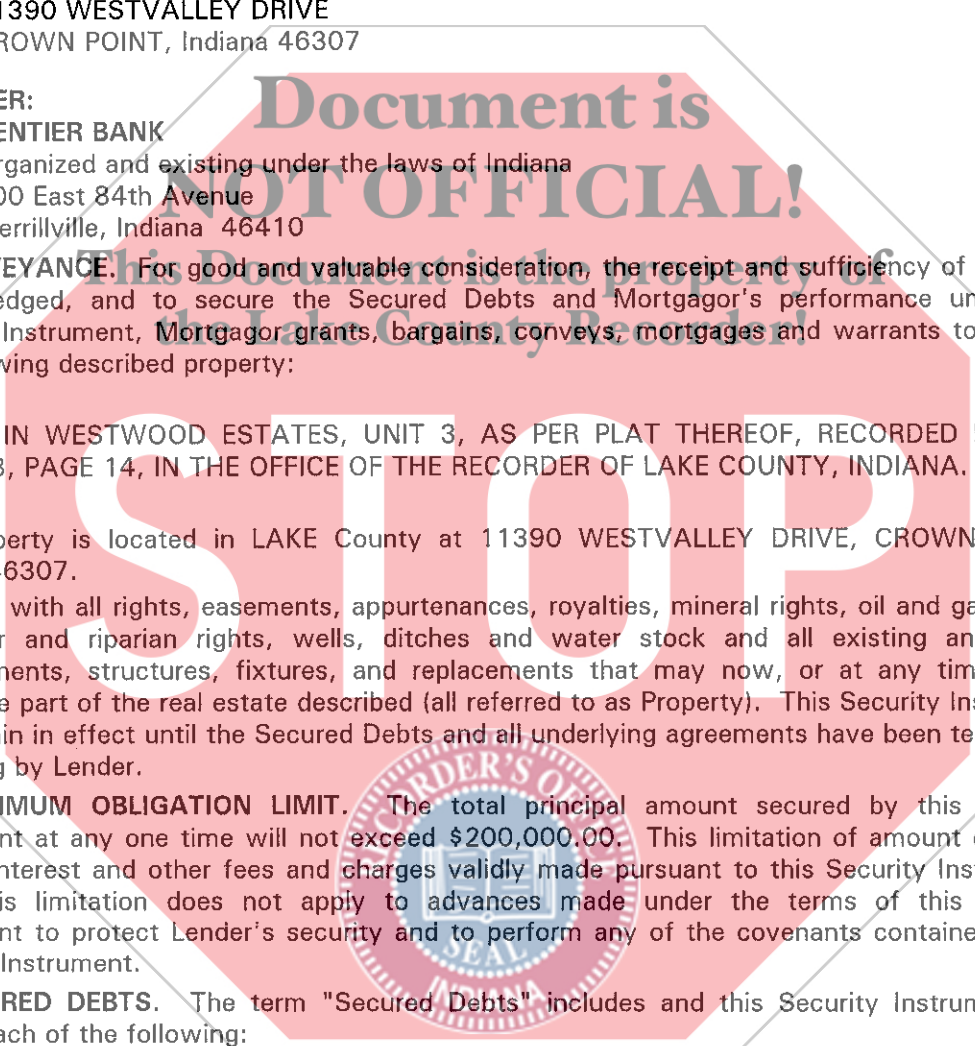 1390 WESTVALLEY DRIVE
ROWN POINT, Indiana 46307
Document is
ER:
ENTIER BANK
rganized and existing under the laws of Indiana
NOT OFFICIAL!
00 East 84th Avenue
errillville, Indiana 46410
This Document is the property of
EYANCE. For good and valuable consideration, the receipt and sufficiency of
edged, and to secure the Secured Debts and Mortgagor's performance un
the Lake County Recorder!
Instrument, Mortgagor grants, bargains, conveys, mortgages and warrants to
wing described property:
IN WESTWOOD ESTATES, UNIT 3, AS PER PLAT THEREOF, RECORDED
3, PAGE 14, IN THE OFFICE OF THE RECORDER OF LAKE COUNTY, INDIANA.
STOP
perty is located in LAKE County at 11390 WESTVALLEY DRIVE, CROWN
46307.
with all rights, easements, appurtenances, royalties, mineral rights, oil and ga
r and riparian rights, wells, ditches and water stock and all existing an
ments, structures, fixtures, and replacements that may now, or at any tim
e part of the real estate described (all referred to as Property). This Security Ins
in in effect until the Secured Debts and all underlying agreements have been te
g by Lender.
RECORDER'S OFFICE
IMUM OBLIGATION LIMIT. The total principal amount secured by this
nt at any one time will not exceed $200,000.00. This limitation of amount
nterest and other fees and charges validly made pursuant to this Security Inst
is limitation does not apply to advances made under the terms of this
nt to protect Lender's security and to perform any of the covenants containe
SEAL
Instrument.
INDIANA
RED DEBTS. The term "Secured Debts" includes and this Security Instrum
ach of the following: